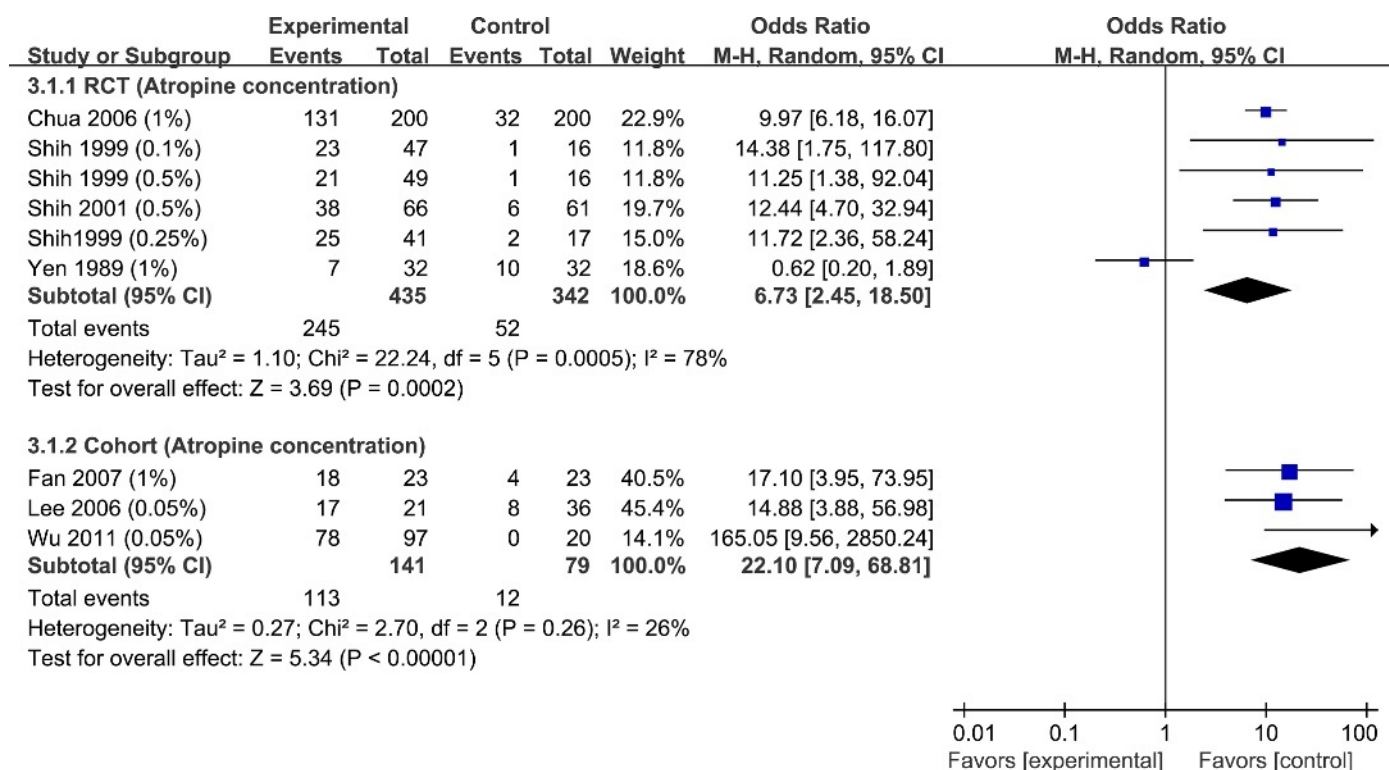 Experimental Control Odds Ratio Odds Ratio
Study or Subgroup Events Total Events Total Weight M-H, Random, 95% CI M-H, Random, 95% CI
3.1.1 RCT (Atropine concentration)
Chua 2006 (1%) 131 200 32 200 22.9% 9.97 [6.18, 16.07]
Shih 1999 (0.1%) 23 47 1 16 11.8% 14.38 [1.75, 117.80]
Shih 1999 (0.5%) 21 49 1 16 11.8% 11.25 [1.38, 92.04]
Shih 2001 (0.5%) 38 66 6 61 19.7% 12.44 [4.70, 32.94]
Shih1999 (0.25%) 25 41 2 17 15.0% 11.72 [2.36, 58.24]
Yen 1989 (1%) 7 32 10 32 18.6% 0.62 [0.20, 1.89]
Subtotal (95% CI) 435 342 100.0% 6.73 [2.45, 18.50]
Total events 245 52
Heterogeneity: Tau² = 1.10; Chi² = 22.24, df = 5 (P = 0.0005); I² = 78%
Test for overall effect: Z = 3.69 (P = 0.0002)
3.1.2 Cohort (Atropine concentration)
Fan 2007 (1%) 18 23 4 23 40.5% 17.10 [3.95, 73.95]
Lee 2006 (0.05%) 17 21 8 36 45.4% 14.88 [3.88, 56.98]
Wu 2011 (0.05%) 78 97 0 20 14.1% 165.05 [9.56, 2850.24]
Subtotal (95% CI) 141 79 100.0% 22.10 [7.09, 68.81]
Total events 113 12
Heterogeneity: Tau² = 0.27; Chi² = 2.70, df = 2 (P = 0.26); I² = 26%
Test for overall effect: Z = 5.34 (P < 0.00001)
0.01 0.1 1 10 100
Favors [experimental] Favors [control]